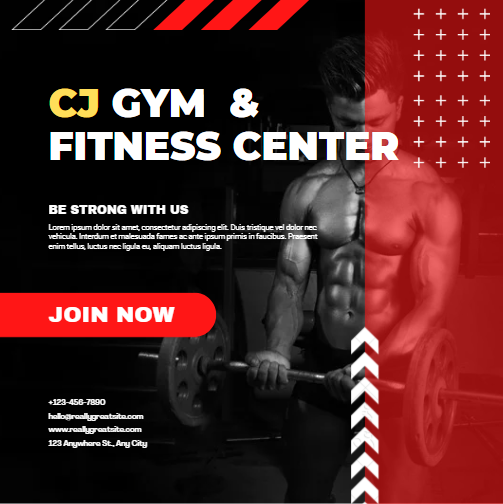 CJ GYM &
FITNESS CENTER
BE STRONG WITH US
Lorem ipsum dolor sit amet, consectetur adipiscing elit. Duis tristique vel dolor nec
vehicula. Interdum et malesuada fames ac ante ipsum primis in faucibus. Praesent
enim tellus, luctus nec ligula eu, aliquam luctus ligula.
JOIN NOW
+123-456-7890
hello@reallygreatsite.com
www.reallygreatsite.com
123 Anywhere St., Any City